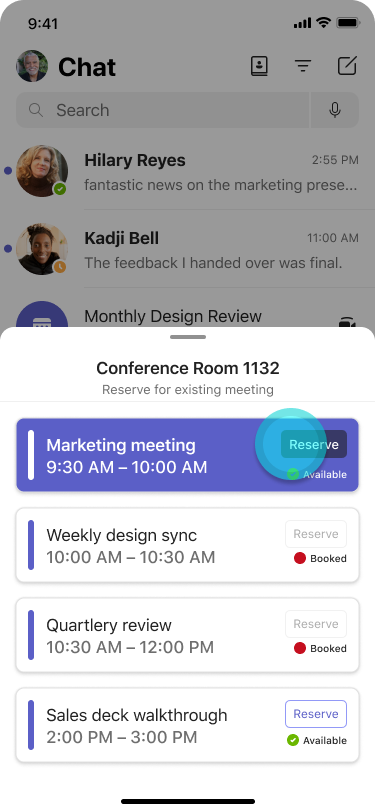 9:41
Chat
Search
Hilary Reyes
2:55 PM
fantastic news on the marketing prese...
Kadji Bell
11:00 AM
The feedback I handed over was final.
Monthly Design Review
Conference Room 1132
Reserve for existing meeting
Marketing meeting
Reserve
9:30 AM – 10:00 AM
Available
Weekly design sync
Reserve
10:00 AM – 10:30 AM
Booked
Quartlery review
Reserve
10:30 AM – 12:00 PM
Booked
Sales deck walkthrough
Reserve
2:00 PM – 3:00 PM
Available